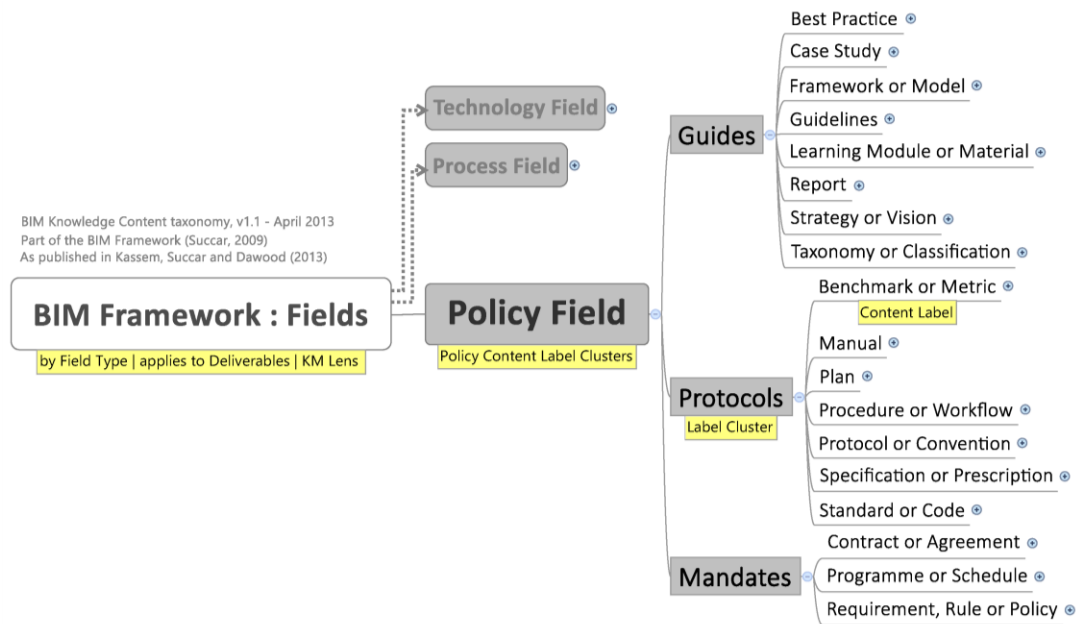 BIM Knowledge Content taxonomy, v1.1 - April 2013
Part of the BIM Framework (Succar, 2009)
As published in Kassem, Succar and Dawood (2013)
BIM Framework : Fields
by Field Type | applies to Deliverables | KM Lens
Technology Field
Process Field
Policy Field
Policy Content Label Clusters
Guides
Best Practice
Case Study
Framework or Model
Guidelines
Learning Module or Material
Report
Strategy or Vision
Taxonomy or Classification
Protocols
Label Cluster
Benchmark or Metric
Content Label
Manual
Plan
Procedure or Workflow
Protocol or Convention
Specification or Prescription
Standard or Code
Mandates
Contract or Agreement
Programme or Schedule
Requirement, Rule or Policy